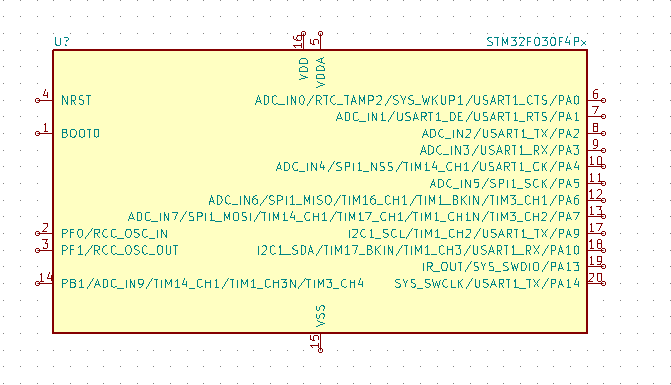 U? STM32F030F4Px
16 5
VDD VDDA
4 NRST ADC_IN0/RTC_TAMP2/SYS_WKUP1/USART1_CTS/PA0 6
ADC_IN1/USART1_DE/USART1_RTS/PA1 7
1 BOOT0 ADC_IN2/USART1_TX/PA2 8
ADC_IN3/USART1_RX/PA3 9
ADC_IN4/SPI1_NSS/TIM14_CH1/USART1_CK/PA4 10
ADC_IN5/SPI1_SCK/PA5 11
ADC_IN6/SPI1_MISO/TIM16_CH1/TIM1_BKIN/TIM3_CH1/PA6 12
ADC_IN7/SPI1_MOSI/TIM14_CH1/TIM17_CH1/TIM1_CH1N/TIM3_CH2/PA7 13
2 PF0/RCC_OSC_IN I2C1_SCL/TIM1_CH2/USART1_TX/PA9 17
3 PF1/RCC_OSC_OUT I2C1_SDA/TIM17_BKIN/TIM1_CH3/USART1_RX/PA10 18
IR_OUT/SYS_SWDIO/PA13 19
14 PB1/ADC_IN9/TIM14_CH1/TIM1_CH3N/TIM3_CH4 SYS_SWCLK/USART1_TX/PA14 20
VSS
15